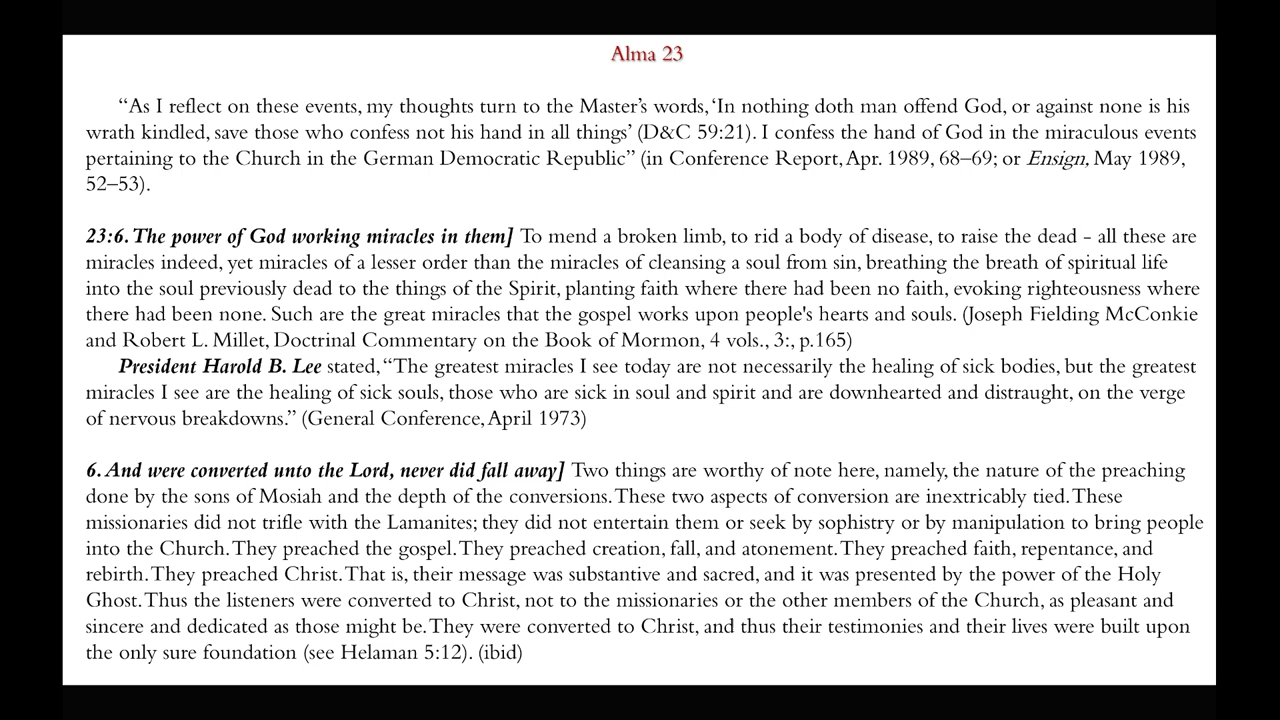 Alma 23
“As I reflect on these events, my thoughts turn to the Master’s words, ‘In nothing doth man offend God, or against none is his
wrath kindled, save those who confess not his hand in all things’ (D&C 59:21). I confess the hand of God in the miraculous events
pertaining to the Church in the German Democratic Republic” (in Conference Report, Apr. 1989, 68–69; or Ensign, May 1989,
52–53).
23:6. The power of God working miracles in them] To mend a broken limb, to rid a body of disease, to raise the dead - all these are
miracles indeed, yet miracles of a lesser order than the miracles of cleansing a soul from sin, breathing the breath of spiritual life
into the soul previously dead to the things of the Spirit, planting faith where there had been no faith, evoking righteousness where
there had been none. Such are the great miracles that the gospel works upon people's hearts and souls. (Joseph Fielding McConkie
and Robert L. Millet, Doctrinal Commentary on the Book of Mormon, 4 vols., 3:, p.165)
President Harold B. Lee stated, “The greatest miracles I see today are not necessarily the healing of sick bodies, but the greatest
miracles I see are the healing of sick souls, those who are sick in soul and spirit and are downhearted and distraught, on the verge
of nervous breakdowns.” (General Conference, April 1973)
6. And were converted unto the Lord, never did fall away] Two things are worthy of note here, namely, the nature of the preaching
done by the sons of Mosiah and the depth of the conversions. These two aspects of conversion are inextricably tied. These
missionaries did not trifle with the Lamanites; they did not entertain them or seek by sophistry or by manipulation to bring people
into the Church. They preached the gospel. They preached creation, fall, and atonement. They preached faith, repentance, and
rebirth. They preached Christ. That is, their message was substantive and sacred, and it was presented by the power of the Holy
Ghost. Thus the listeners were converted to Christ, not to the missionaries or the other members of the Church, as pleasant and
sincere and dedicated as those might be. They were converted to Christ, and thus their testimonies and their lives were built upon
the only sure foundation (see Helaman 5:12). (ibid)